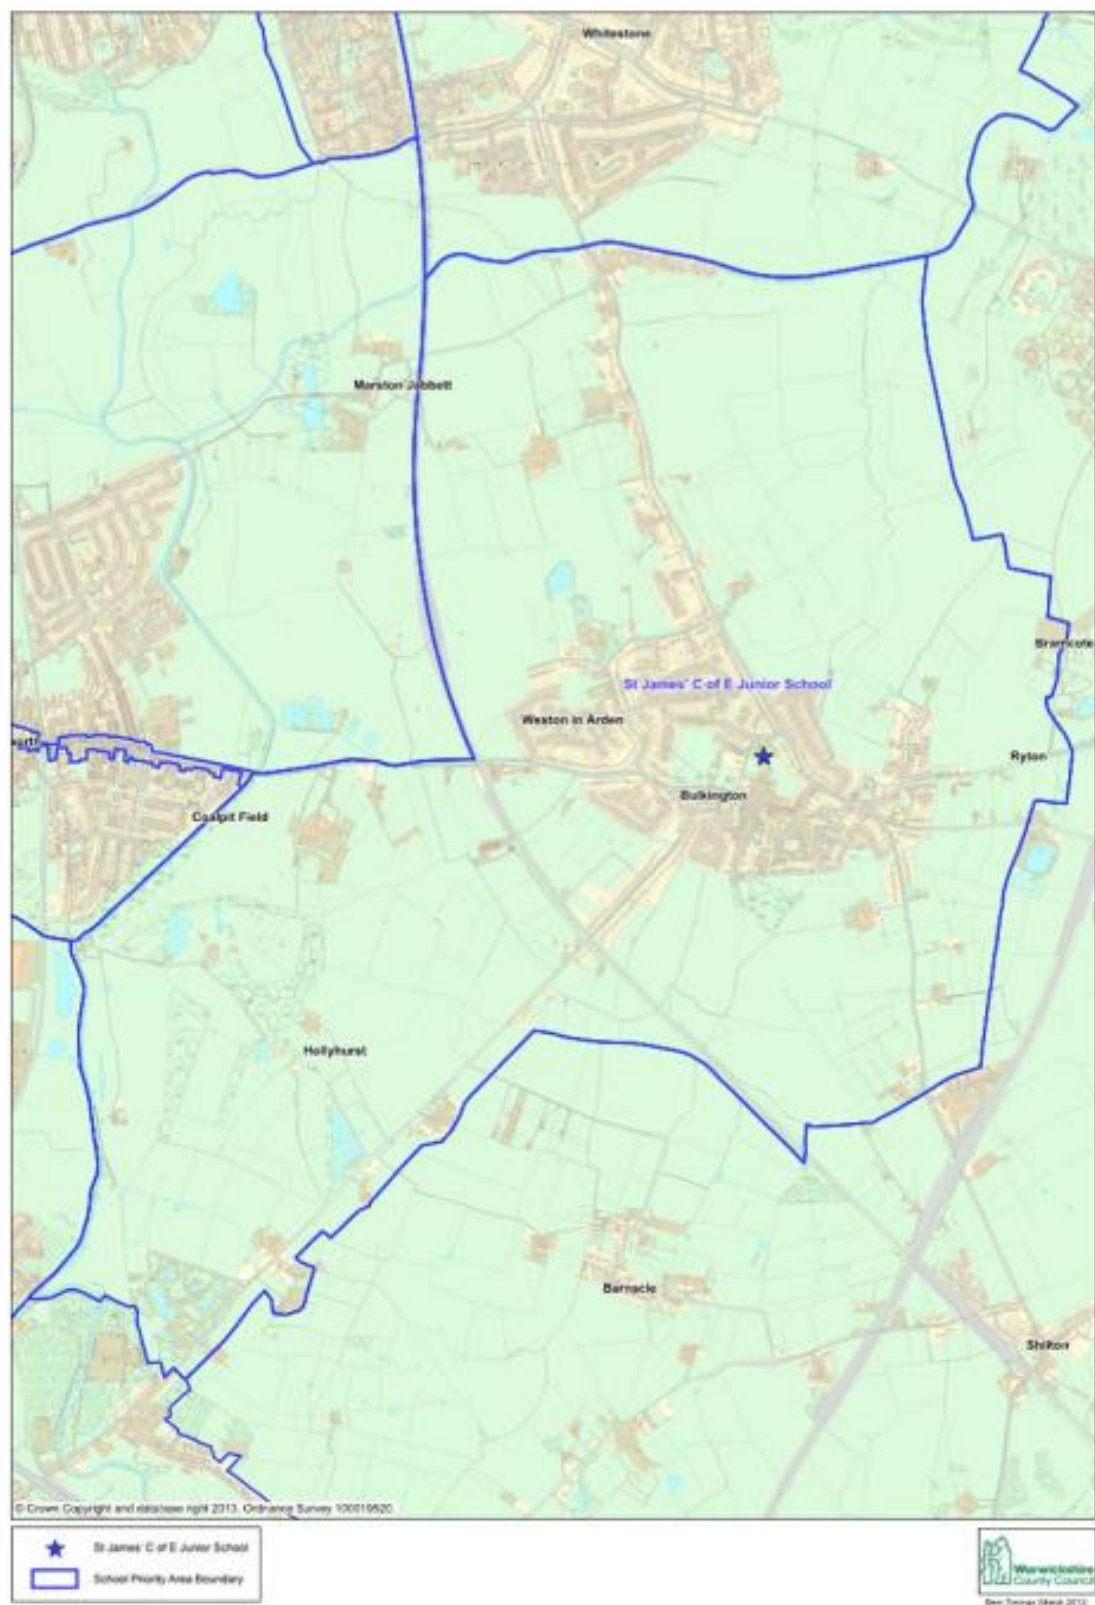 Whitestone
Marston Jabbett
Bramcote
St James' C of E Junior School
Weston in Arden
Ryton
Bulkington
Coalpit Field
Hollyhurst
Barnacle
Shilton
© Crown Copyright and database right 2013. Ordnance Survey 100019520.
St James' C of E Junior School
School Priority Area Boundary
Warwickshire
County Council